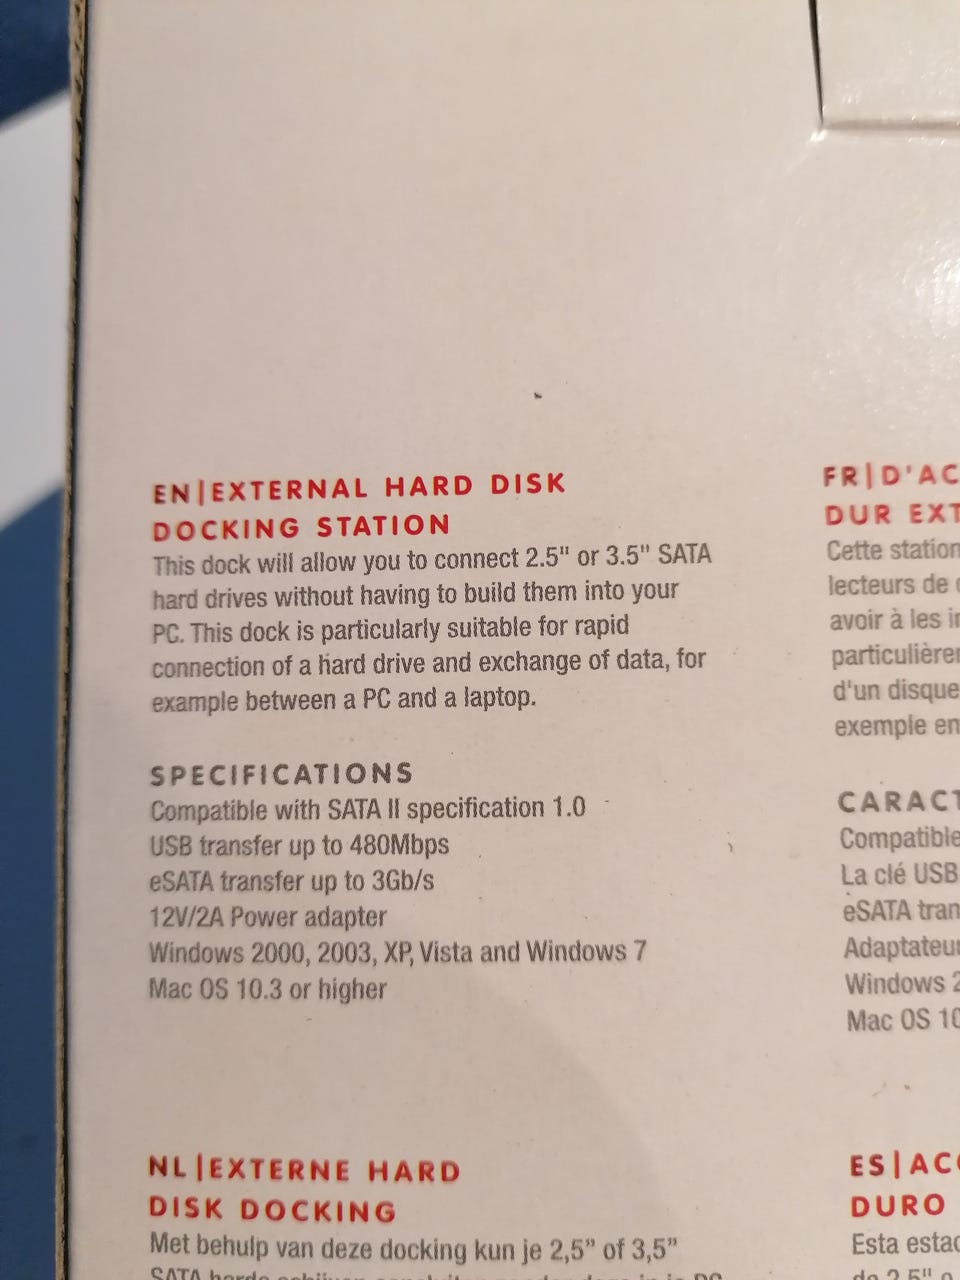 EN|EXTERNAL HARD DISK
DOCKING STATION
This dock will allow you to connect 2.5" or 3.5" SATA
hard drives without having to build them into your
PC. This dock is particularly suitable for rapid
connection of a hard drive and exchange of data, for
example between a PC and a laptop.
SPECIFICATIONS
Compatible with SATA II specification 1.0
USB transfer up to 480Mbps
eSATA transfer up to 3Gb/s
12V/2A Power adapter
Windows 2000, 2003, XP, Vista and Windows 7
Mac OS 10.3 or higher
NL|EXTERNE HARD
DISK DOCKING
Met behulp van deze docking kun je 2,5” of 3,5”
FR|D'AC
DUR EXT
Cette station
lecteurs de
avoir à les
particulièrem
d'un disque
exemple en
CARACT
Compatible
La clé USB
eSATA tran
Adaptateu
Windows 2
Mac OS 10
ES|ACC
DURO
Esta estac